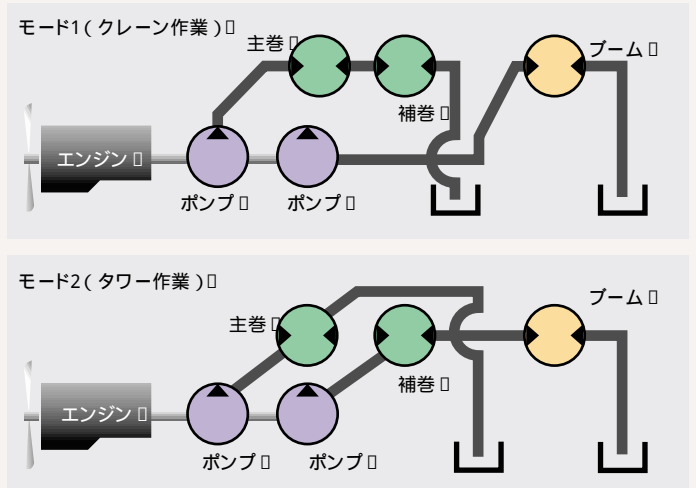 モード1(クレーン作業)
主巻
ブーム
補巻
エンジン
ポンプ
ポンプ
モード2(タワー作業)
ブーム
主巻
補巻
エンジン
ポンプ
ポンプ